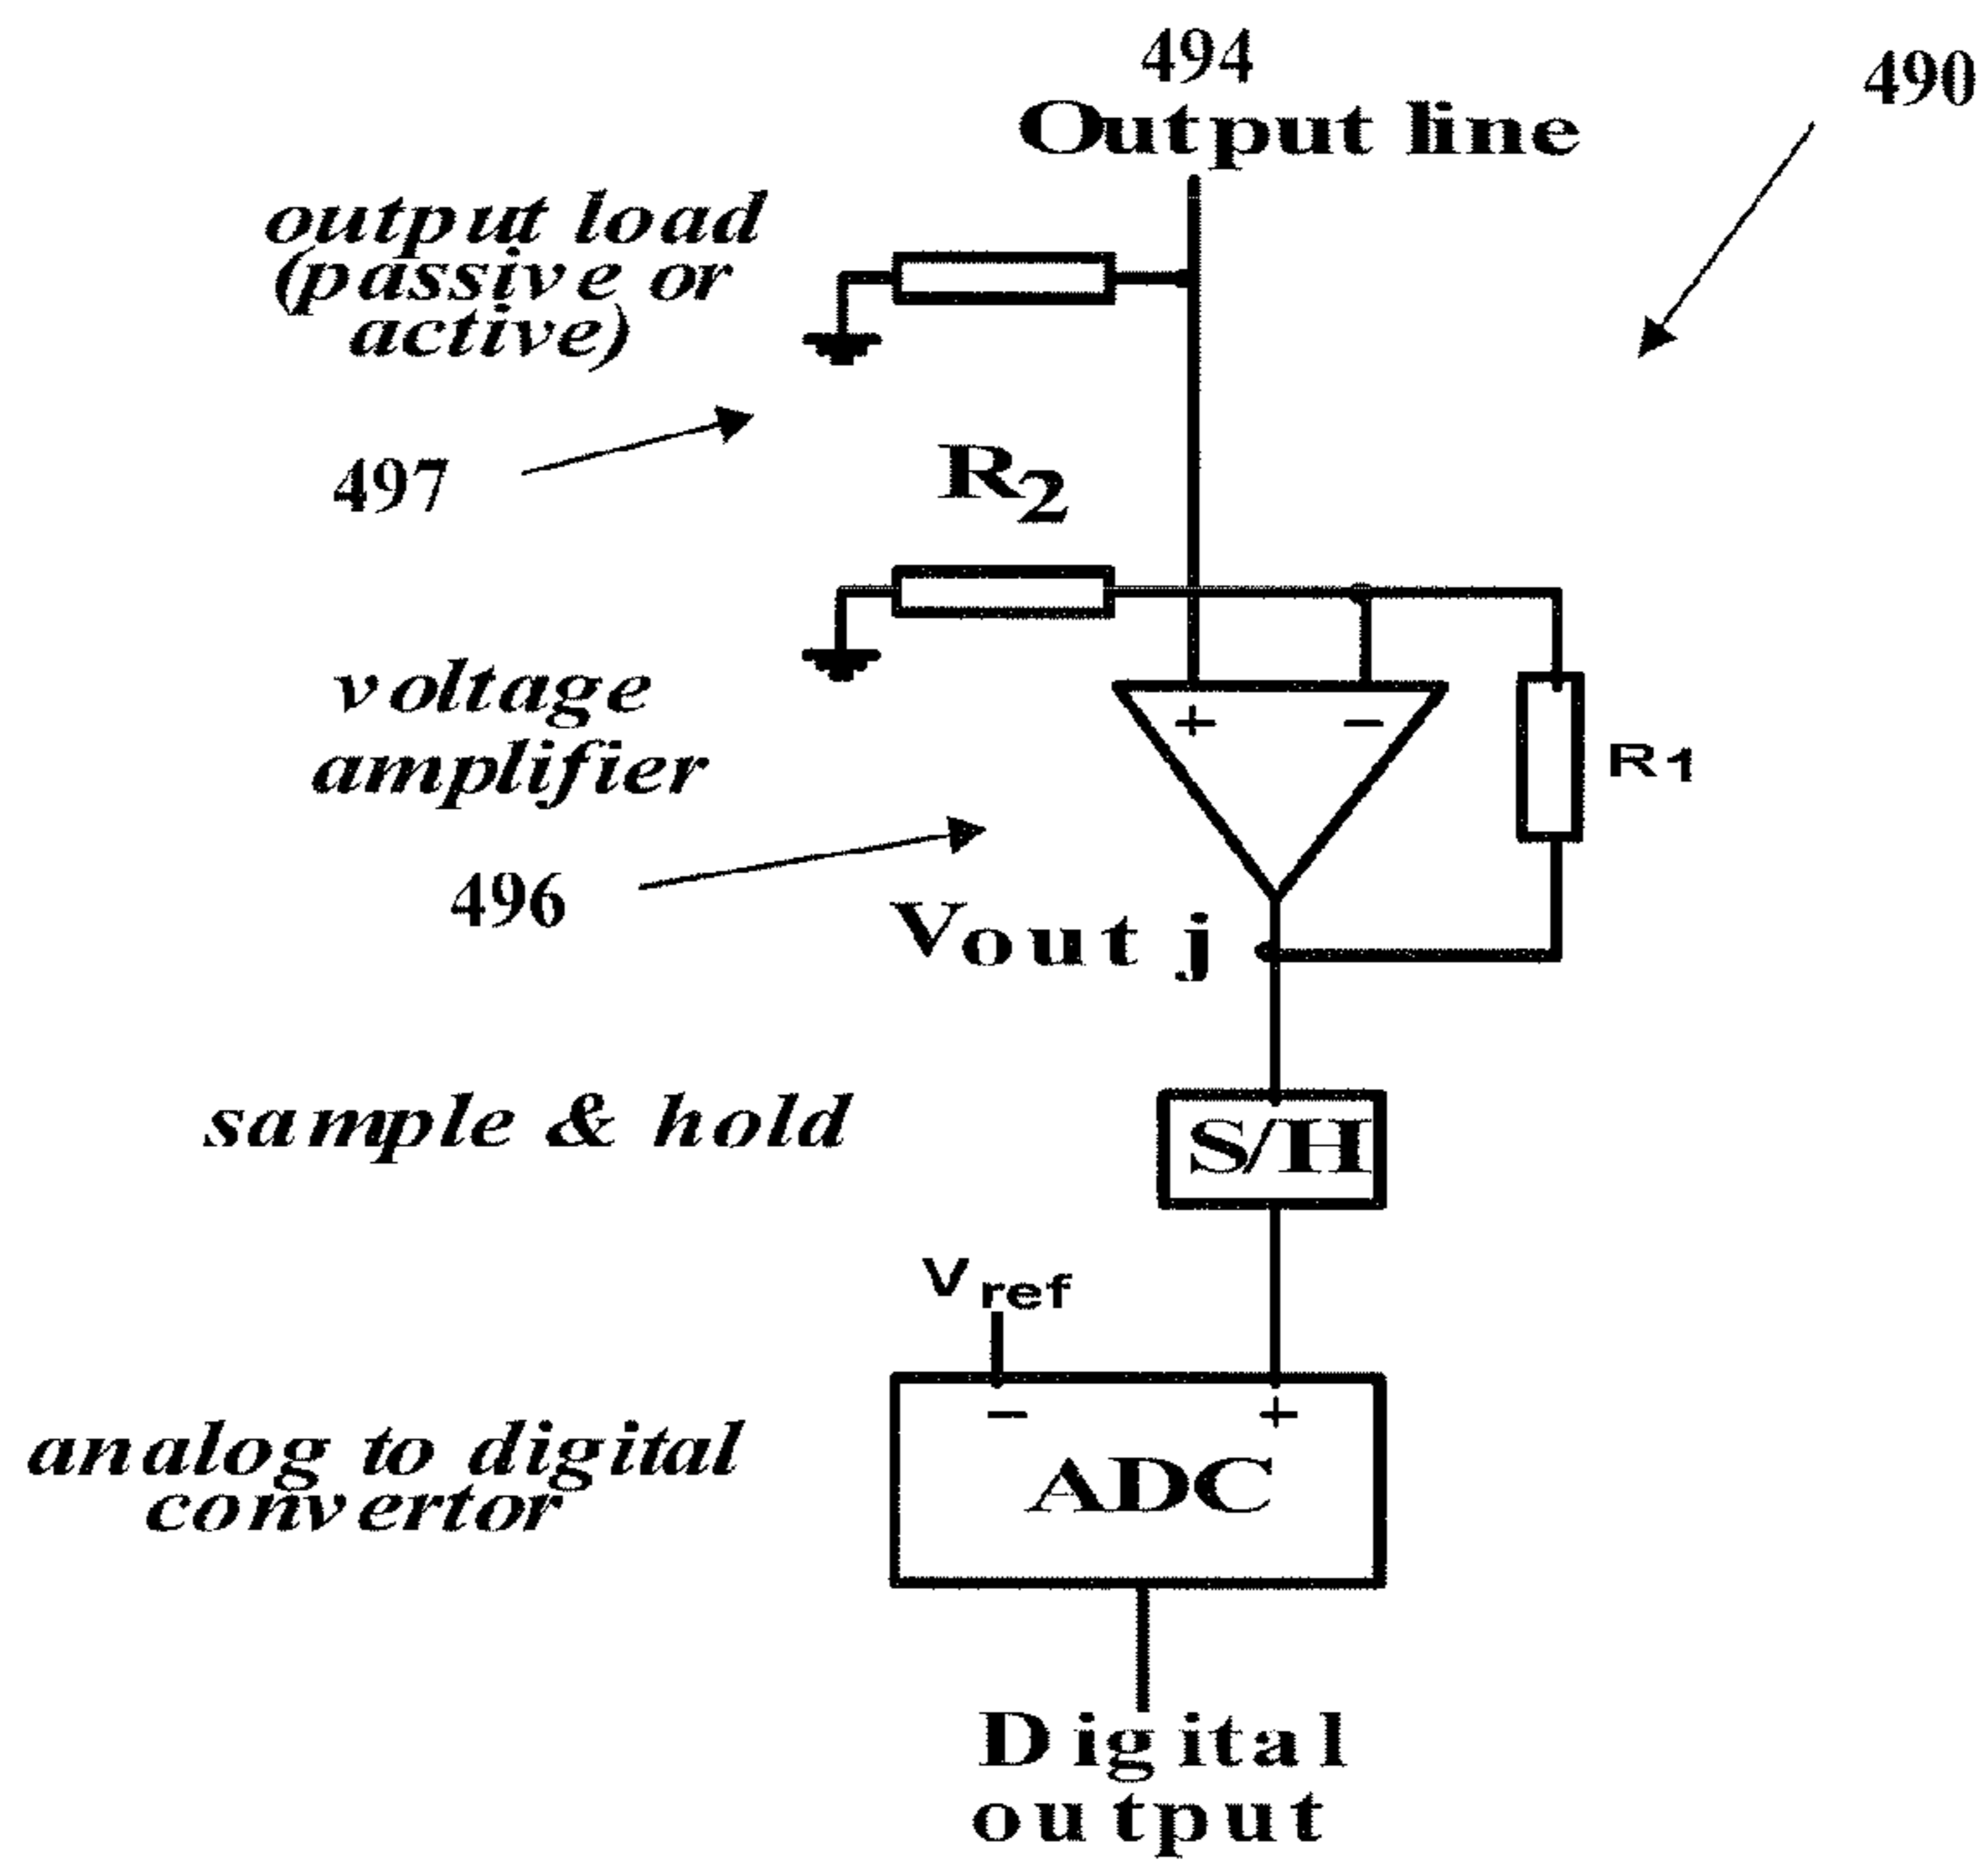 494
490
Output line
output load
(passive or
active)
497
R2
voltage
amplifier
+ −
R1
496
Vout j
sample & hold
S/H
Vref
− +
analog to digital
convertor
ADC
Digital
output